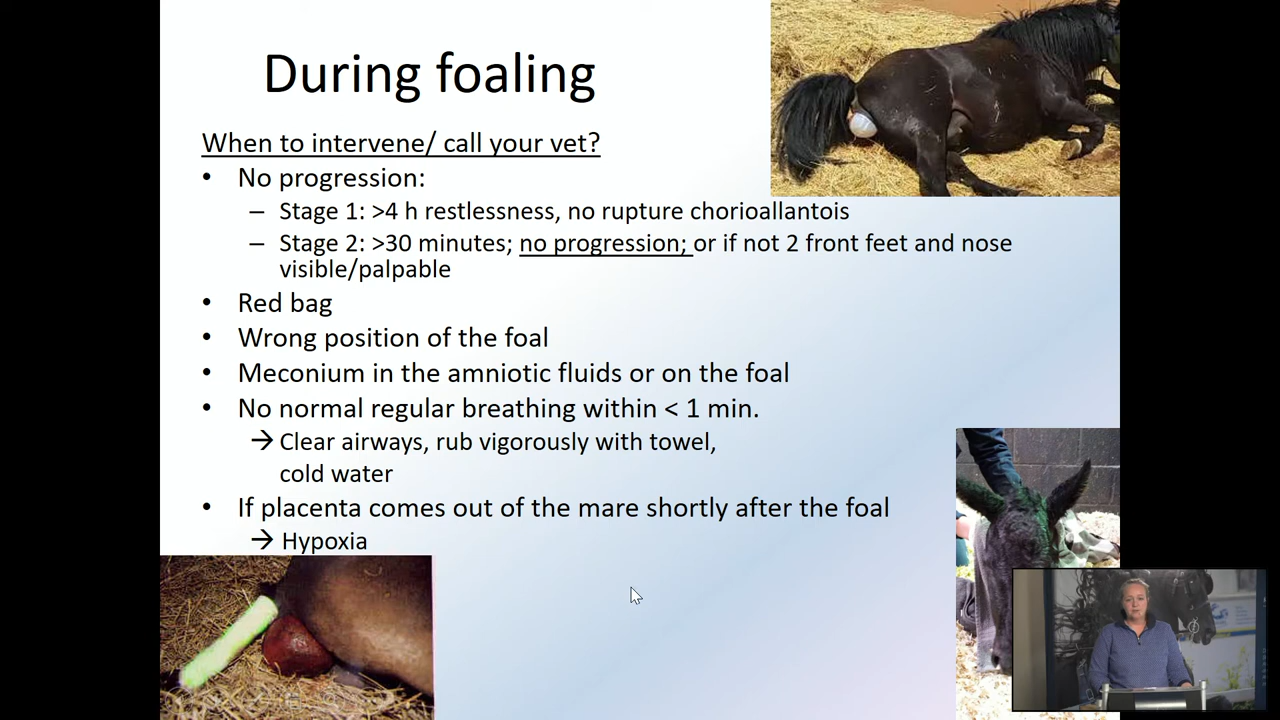 During foaling
When to intervene/ call your vet?
• No progression:
– Stage 1: >4 h restlessness, no rupture chorioallantois
– Stage 2: >30 minutes; no progression; or if not 2 front feet and nose
visible/palpable
• Red bag
• Wrong position of the foal
• Meconium in the amniotic fluids or on the foal
• No normal regular breathing within < 1 min.
→ Clear airways, rub vigorously with towel,
cold water
• If placenta comes out of the mare shortly after the foal
→ Hypoxia